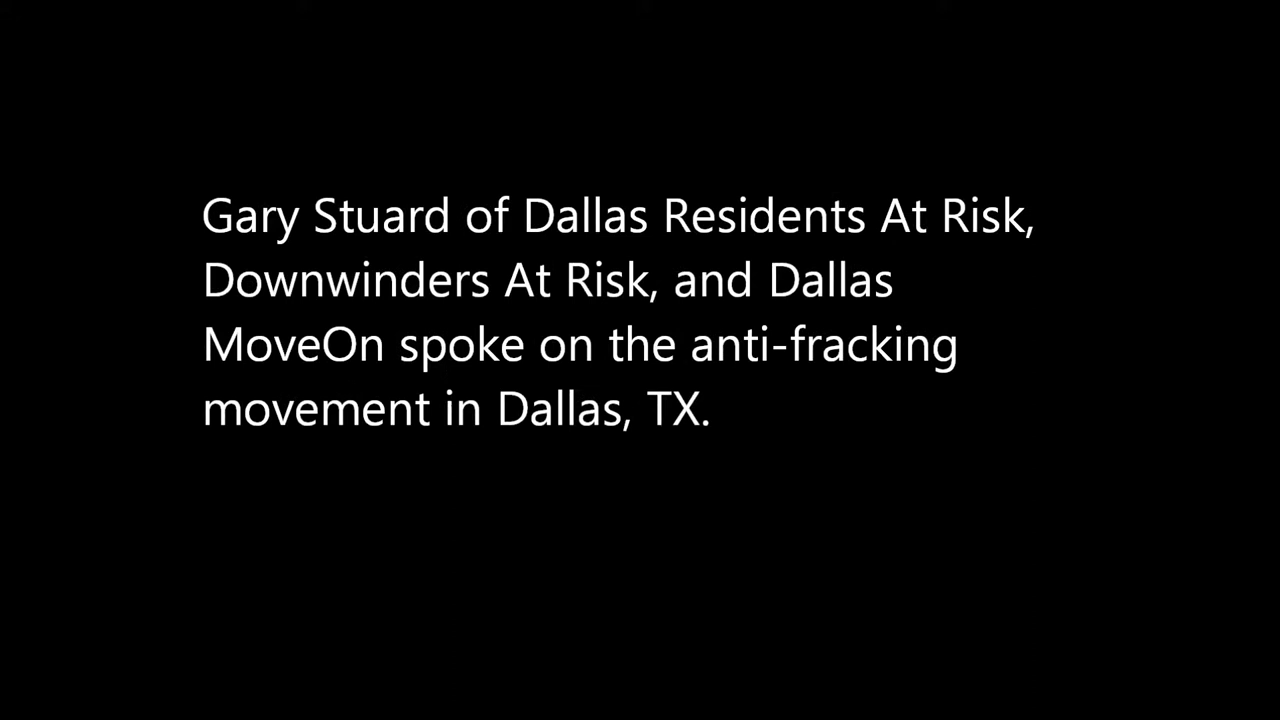 Gary Stuard of Dallas Residents At Risk,
Downwinders At Risk, and Dallas
MoveOn spoke on the anti-fracking
movement in Dallas, TX.